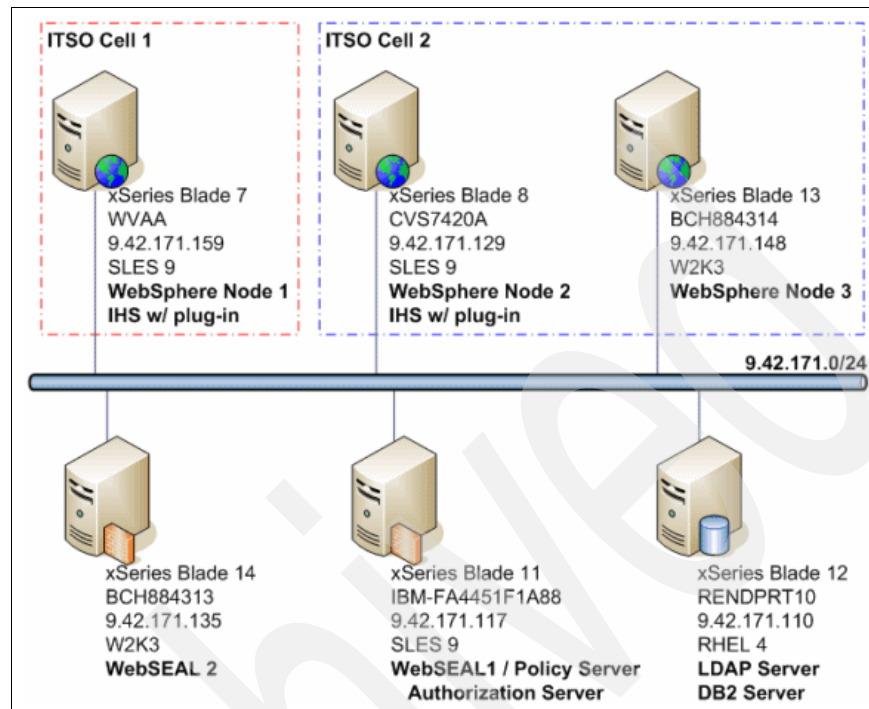 ITSO Cell 1
xSeries Blade 7
WVAA
9.42.171.159
SLES 9
WebSphere Node 1
IHS w/ plug-in
ITSO Cell 2
xSeries Blade 8
CVS7420A
9.42.171.129
SLES 9
WebSphere Node 2
IHS w/ plug-in
xSeries Blade 13
BCH884314
9.42.171.148
W2K3
WebSphere Node 3
9.42.171.0/24
xSeries Blade 14
BCH884313
9.42.171.135
W2K3
WebSEAL 2
xSeries Blade 11
IBM-FA4451F1A88
9.42.171.117
SLES 9
WebSEAL1 / Policy Server
Authorization Server
xSeries Blade 12
RENDPRT10
9.42.171.110
RHEL 4
LDAP Server
DB2 Server